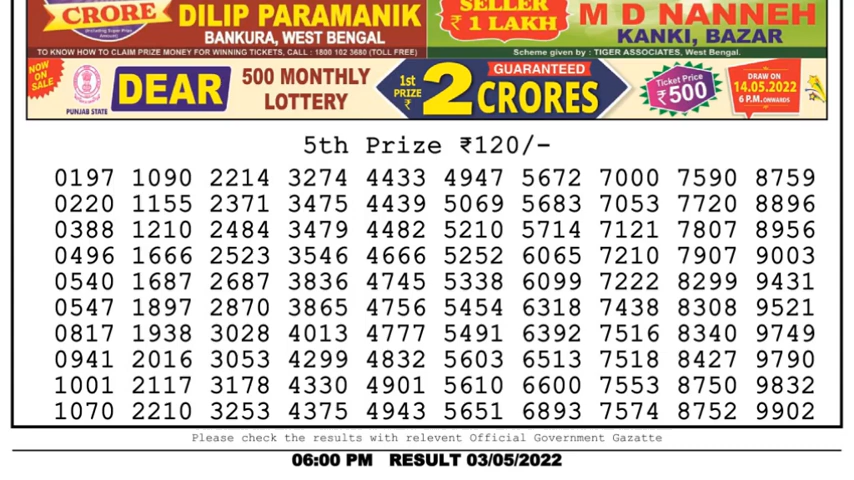 CRORE DILIP PARAMANIK
BANKURA, WEST BENGAL
TO KNOW HOW TO CLAIM PRIZE MONEY FOR WINNING TICKETS, CALL : 1800 102 3680 (TOLL FREE)
SELLER
₹ 1 LAKH
M D NANNEH
KANKI, BAZAR
Scheme given by : TIGER ASSOCIATES, West Bengal.
NOW ON SALE
PUNJAB STATE
DEAR
500 MONTHLY
LOTTERY
1st PRIZE ₹
2 CRORES
GUARANTEED
Ticket Price
₹500
DRAW ON
14.05.2022
6 P.M. ONWARDS
5th Prize ₹120/-
0197 1090 2214 3274 4433 4947 5672 7000 7590 8759
0220 1155 2371 3475 4439 5069 5683 7053 7720 8896
0388 1210 2484 3479 4482 5210 5714 7121 7807 8956
0496 1666 2523 3546 4666 5252 6065 7210 7907 9003
0540 1687 2687 3836 4745 5338 6099 7222 8299 9431
0547 1897 2870 3865 4756 5454 6318 7438 8308 9521
0817 1938 3028 4013 4777 5491 6392 7516 8340 9749
0941 2016 3053 4299 4832 5603 6513 7518 8427 9790
1001 2117 3178 4330 4901 5610 6600 7553 8750 9832
1070 2210 3253 4375 4943 5651 6893 7574 8752 9902
Please check the results with relevent Official Government Gazatte
06:00 PM RESULT 03/05/2022